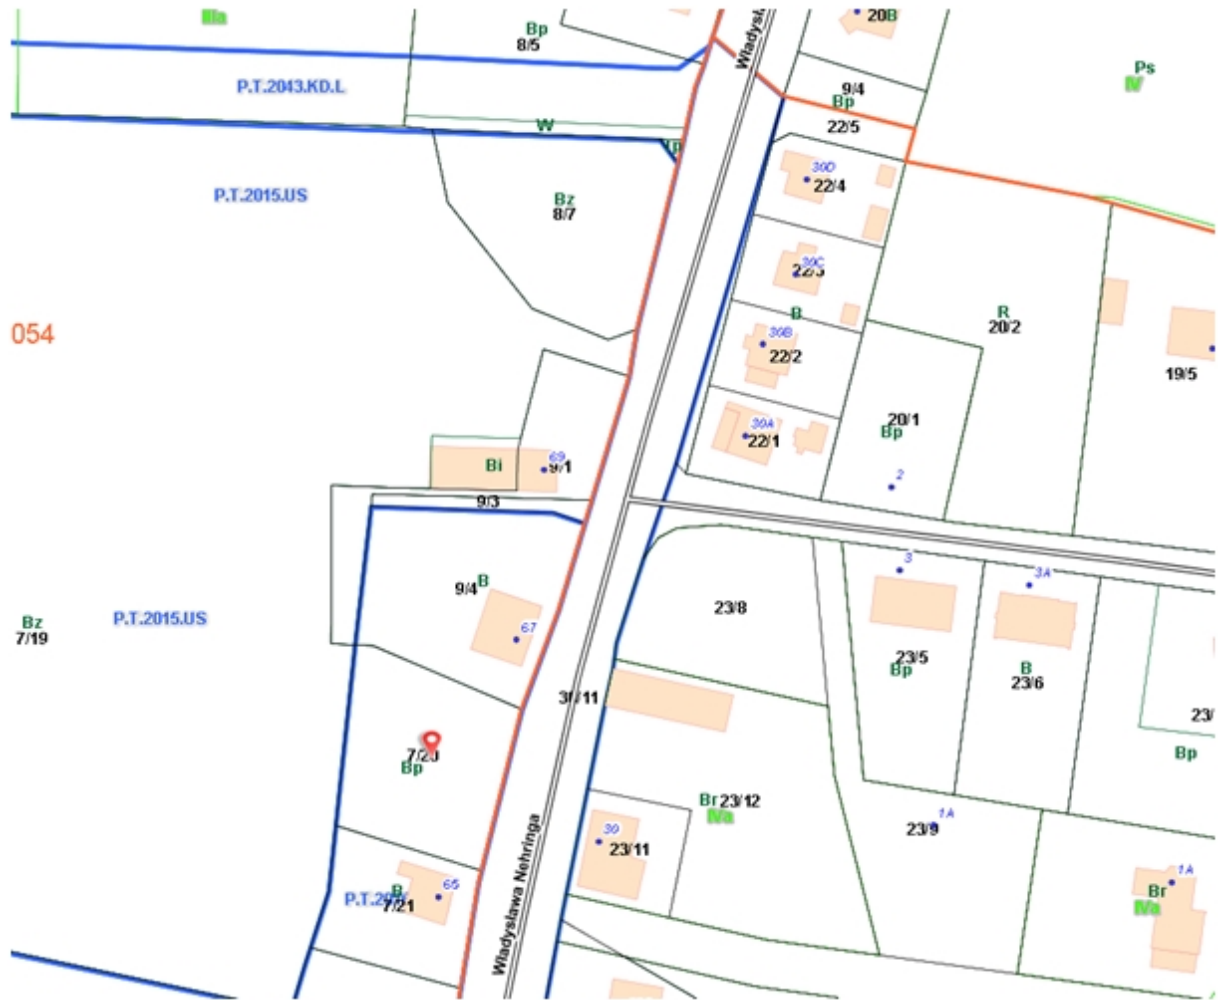 IIIa
Bp
8/5
20B
P.T.2043.KD.L
9/4
Bp
22/5
Ps
IV
W
P.T.2015.US
Bz
8/7
30D
22/4
30C
22/3
B
30B
22/2
R
20/2
054
19/5
30A
22/1
20/1
Bp
2
Bi
69
9/1
9/3
B
9/4
67
23/8
3
3A
Bz
7/19
P.T.2015.US
23/5
Bp
B
23/6
Bp
7/20
Bp
Br 23/12
IVa
23/9
1A
30
23/11
Władysława Nehringa
B
65
7/21
1A
Br
IVa